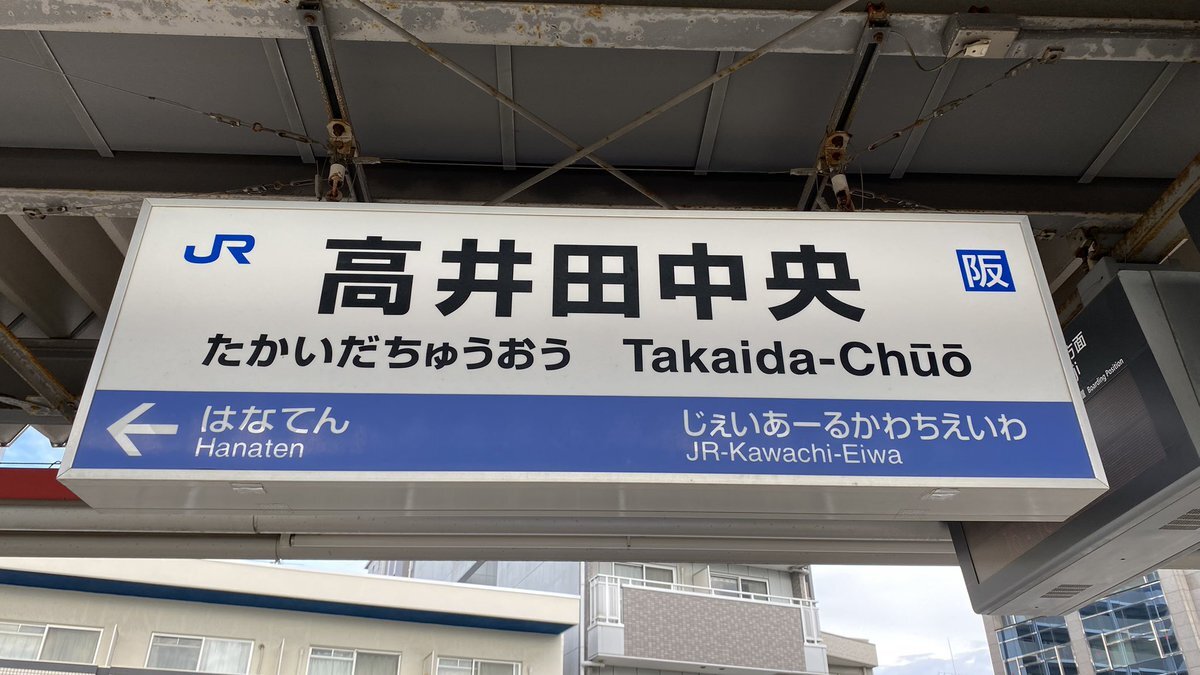 JR 高井田中央 阪
たかいだちゅうおう Takaida-Chūō
はなてん じぇいあーるかわちえいわ
Hanaten JR-Kawachi-Eiwa
Boarding Position